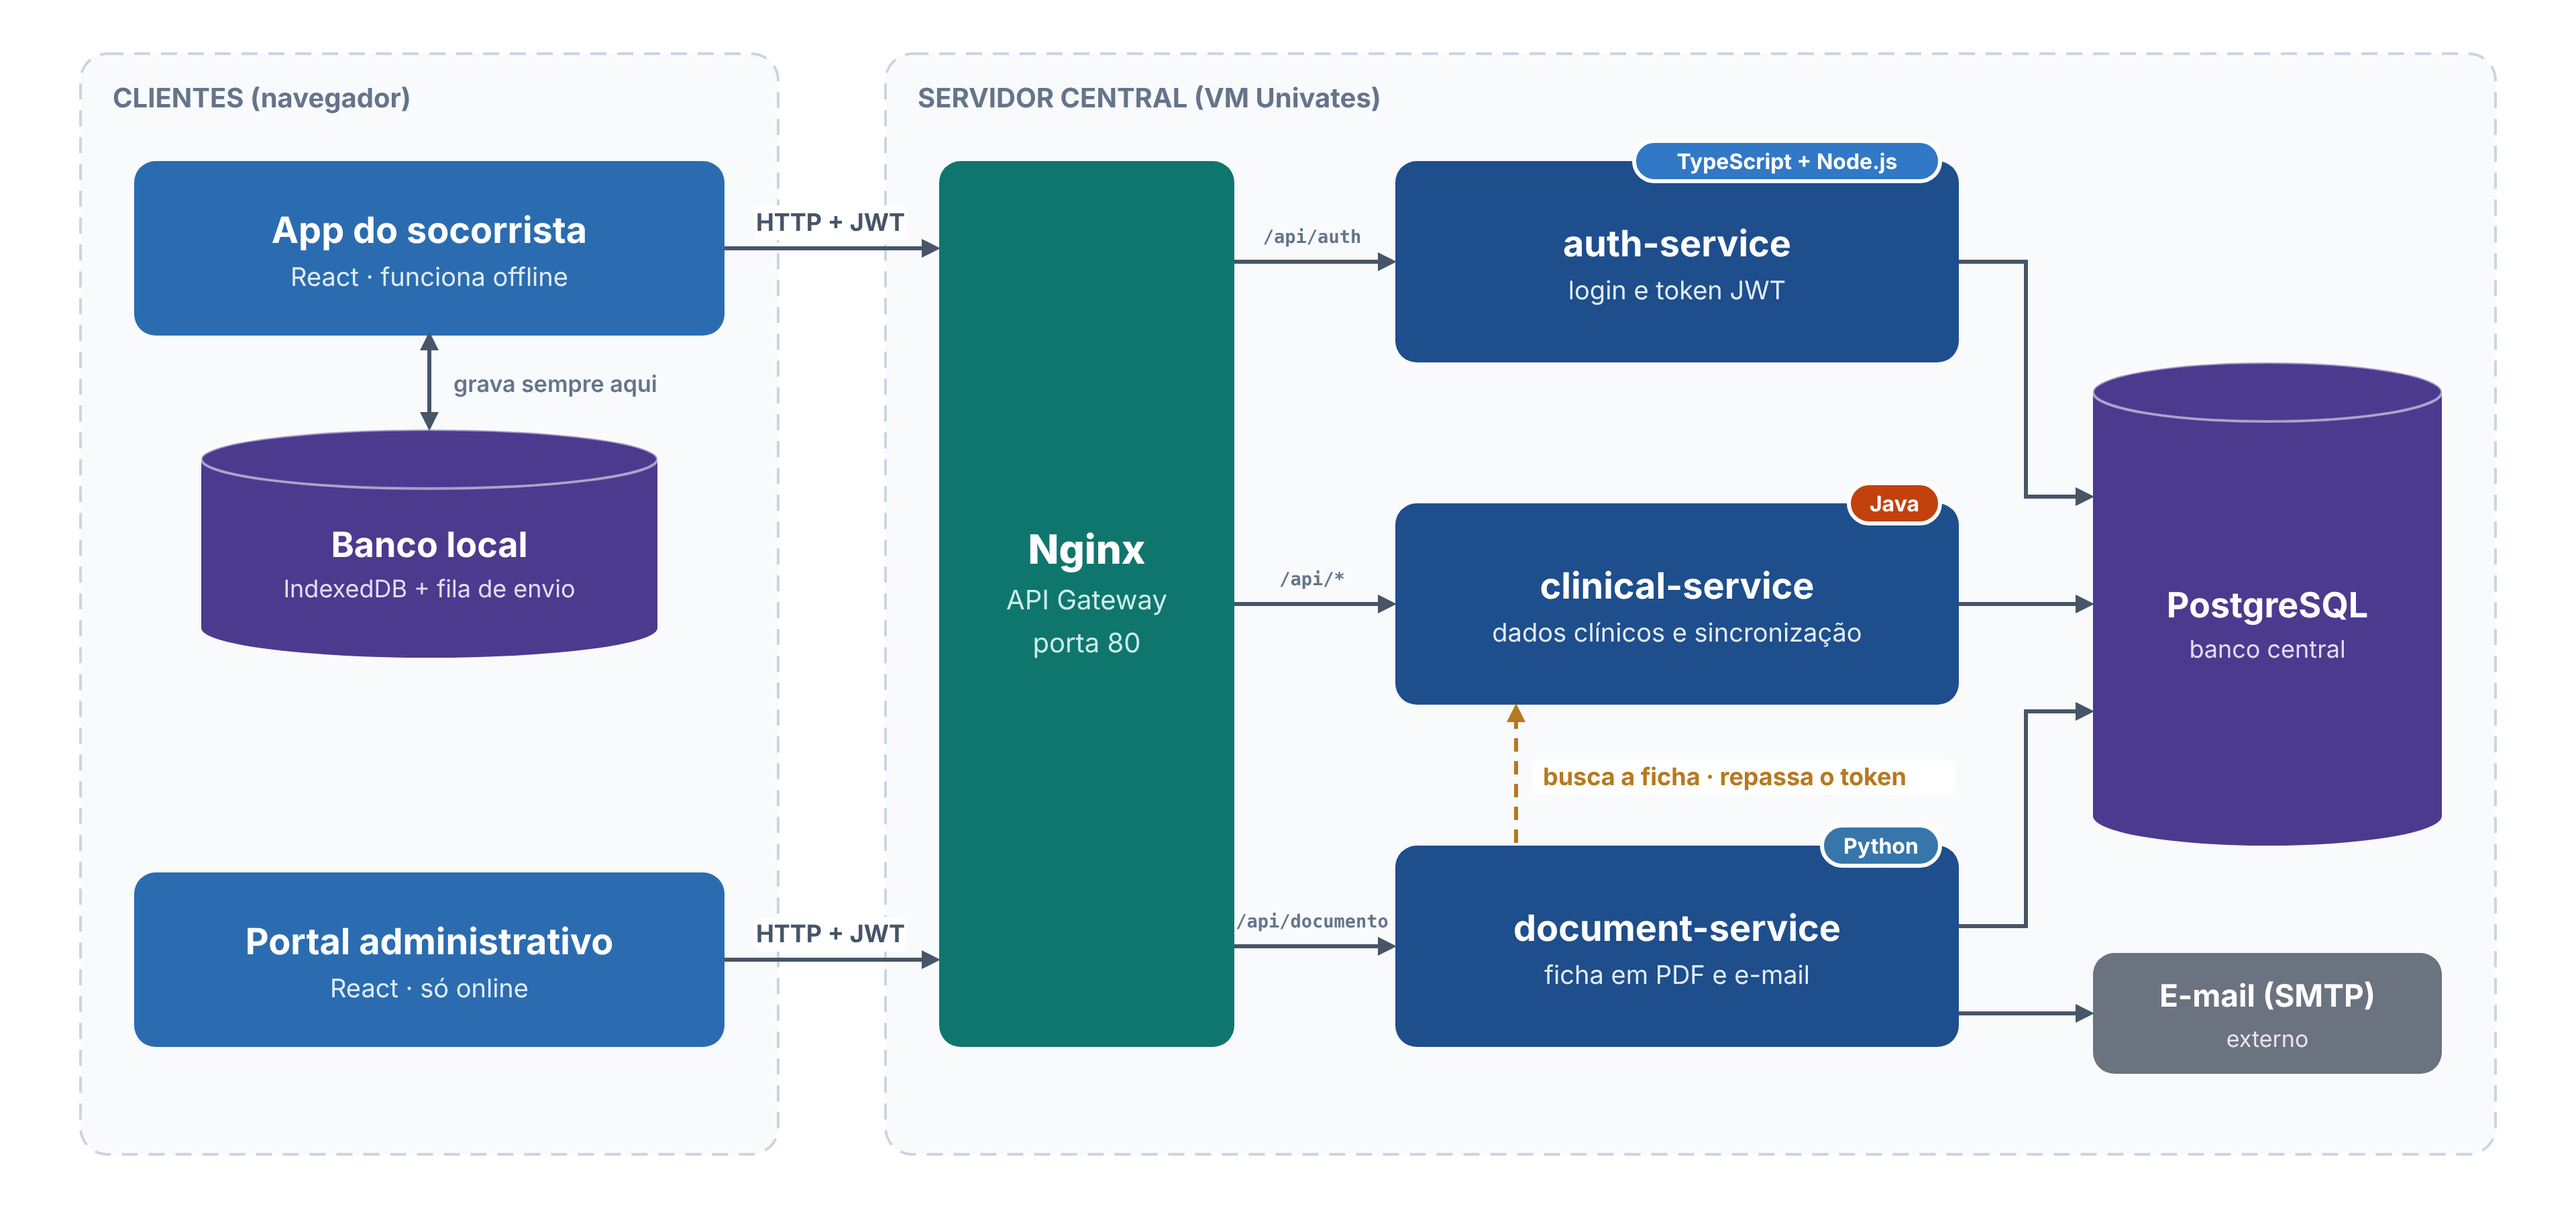 CLIENTES (navegador)
App do socorrista
React · funciona offline
grava sempre aqui
Banco local
IndexedDB + fila de envio
Portal administrativo
React · só online
HTTP + JWT
HTTP + JWT
SERVIDOR CENTRAL (VM Univates)
Nginx
API Gateway
porta 80
/api/auth
/api/*
/api/documento
TypeScript + Node.js
auth-service
login e token JWT
Java
clinical-service
dados clínicos e sincronização
busca a ficha · repassa o token
Python
document-service
ficha em PDF e e-mail
PostgreSQL
banco central
E-mail (SMTP)
externo